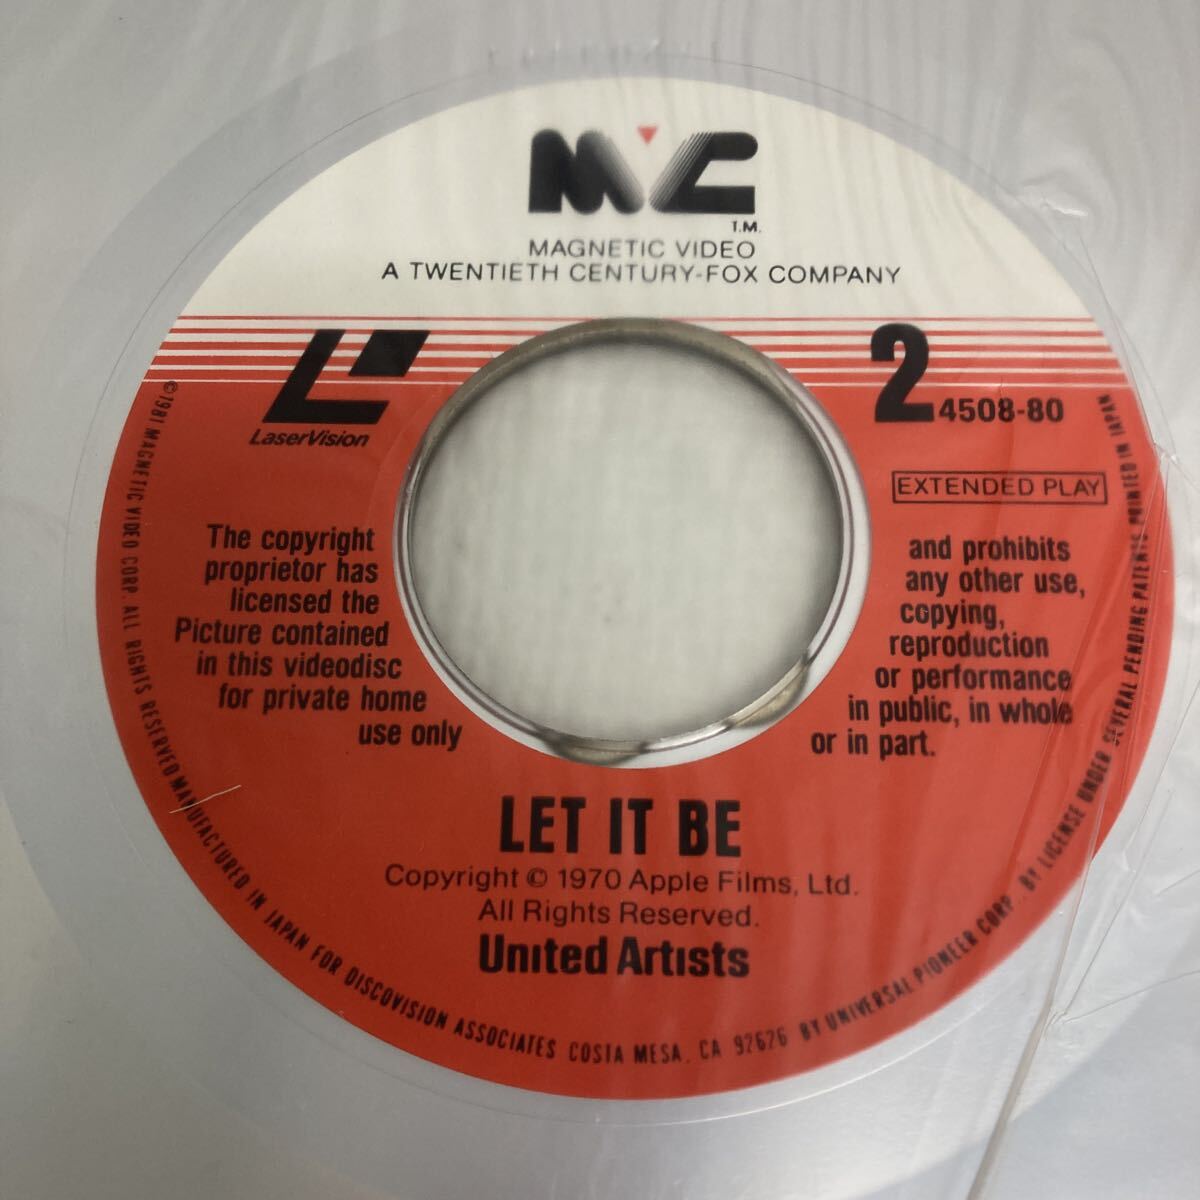 MVC
T.M.
MAGNETIC VIDEO
A TWENTIETH CENTURY-FOX COMPANY
LaserVision
2
4508-80
EXTENDED PLAY
The copyright
proprietor has
licensed the
Picture contained
in this videodisc
for private home
use only
and prohibits
any other use,
copying,
reproduction
or performance
in public, in whole
or in part.
LET IT BE
Copyright © 1970 Apple Films, Ltd.
All Rights Reserved.
United Artists
©1981 MAGNETIC VIDEO CORP. ALL RIGHTS RESERVED MANUFACTURED IN JAPAN FOR DISCOVISION ASSOCIATES COSTA MESA, CA 92626 BY UNIVERSAL PIONEER CORP., BY LICENSE UNDER SEVERAL PENDING PATENTS PRINTED IN JAPAN